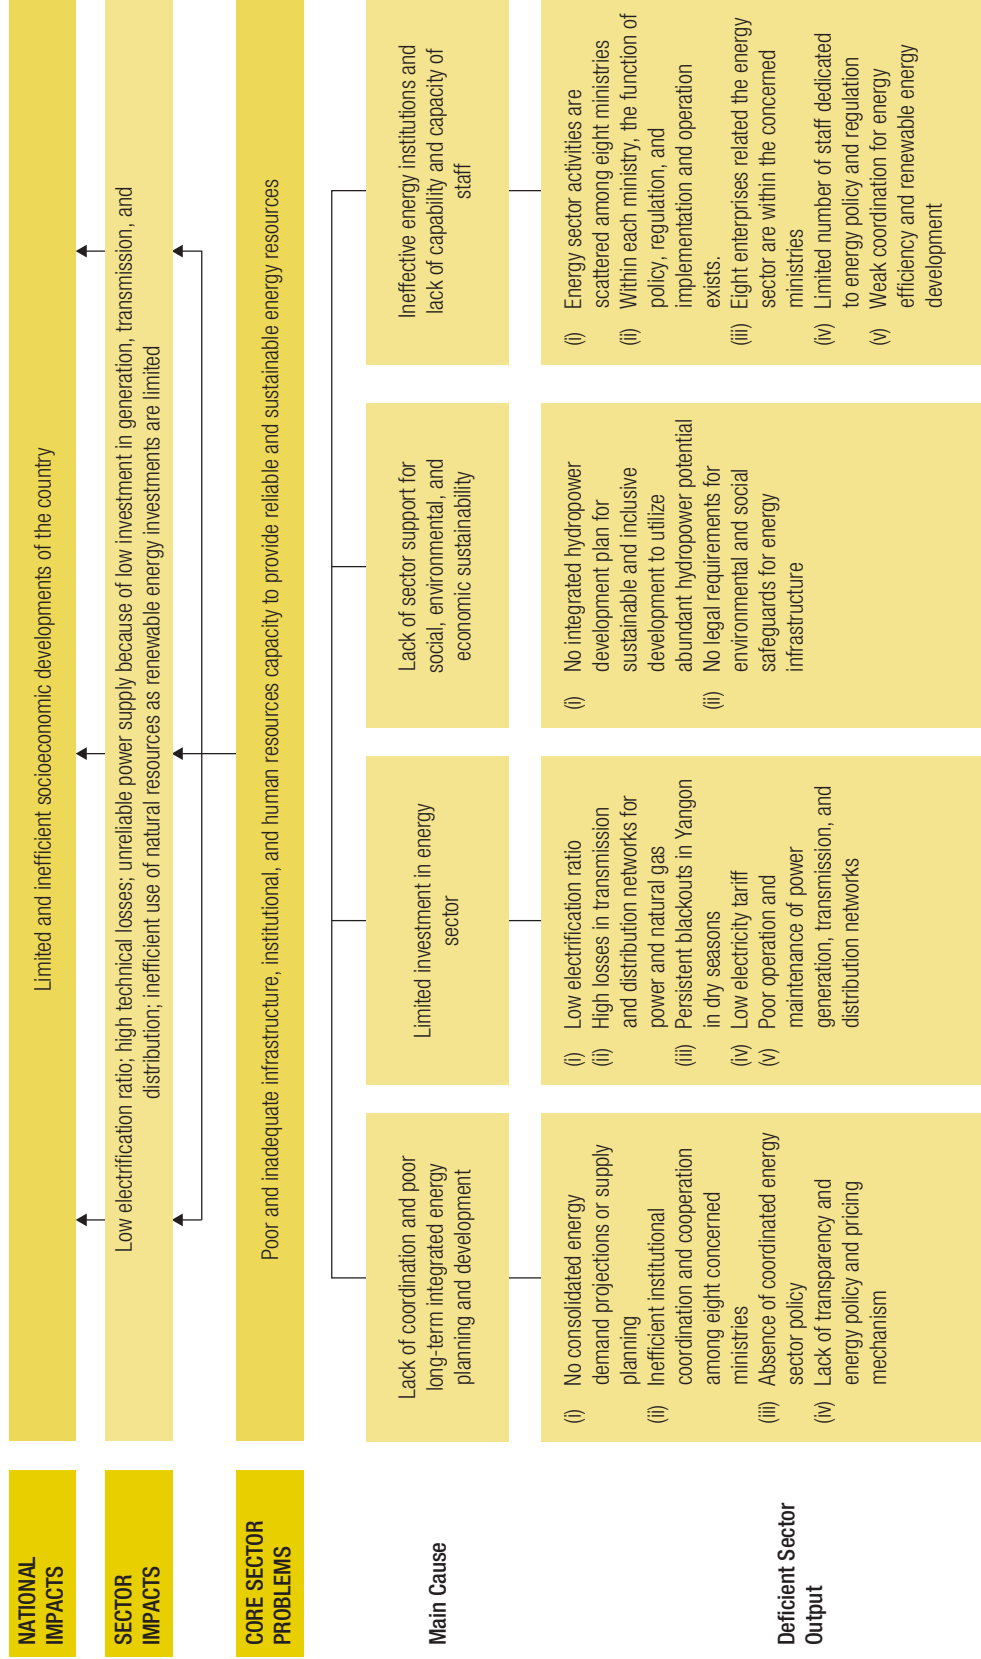 NATIONAL
IMPACTS
Limited and inefficient socioeconomic developments of the country
SECTOR
IMPACTS
Low electrification ratio; high technical losses; unreliable power supply because of low investment in generation, transmission, and
distribution; inefficient use of natural resources as renewable energy investments are limited
CORE SECTOR
PROBLEMS
Poor and inadequate infrastructure, institutional, and human resources capacity to provide reliable and sustainable energy resources
Main Cause
Lack of coordination and poor
long-term integrated energy
planning and development
Limited investment in energy
sector
Lack of sector support for
social, environmental, and
economic sustainability
Ineffective energy institutions and
lack of capability and capacity of
staff
Deficient Sector
Output
(i) No consolidated energy
demand projections or supply
planning
(ii) Inefficient institutional
coordination and cooperation
among eight concerned
ministries
(iii) Absence of coordinated energy
sector policy
(iv) Lack of transparency and
energy policy and pricing
mechanism
(i) Low electrification ratio
(ii) High losses in transmission
and distribution networks for
power and natural gas
(iii) Persistent blackouts in Yangon
in dry seasons
(iv) Low electricity tariff
(v) Poor operation and
maintenance of power
generation, transmission, and
distribution networks
(i) No integrated hydropower
development plan for
sustainable and inclusive
development to utilize
abundant hydropower potential
(ii) No legal requirements for
environmental and social
safeguards for energy
infrastructure
(i) Energy sector activities are
scattered among eight ministries
(ii) Within each ministry, the function of
policy, regulation, and
implementation and operation
exists.
(iii) Eight enterprises related the energy
sector are within the concerned
ministries
(iv) Limited number of staff dedicated
to energy policy and regulation
(v) Weak coordination for energy
efficiency and renewable energy
development